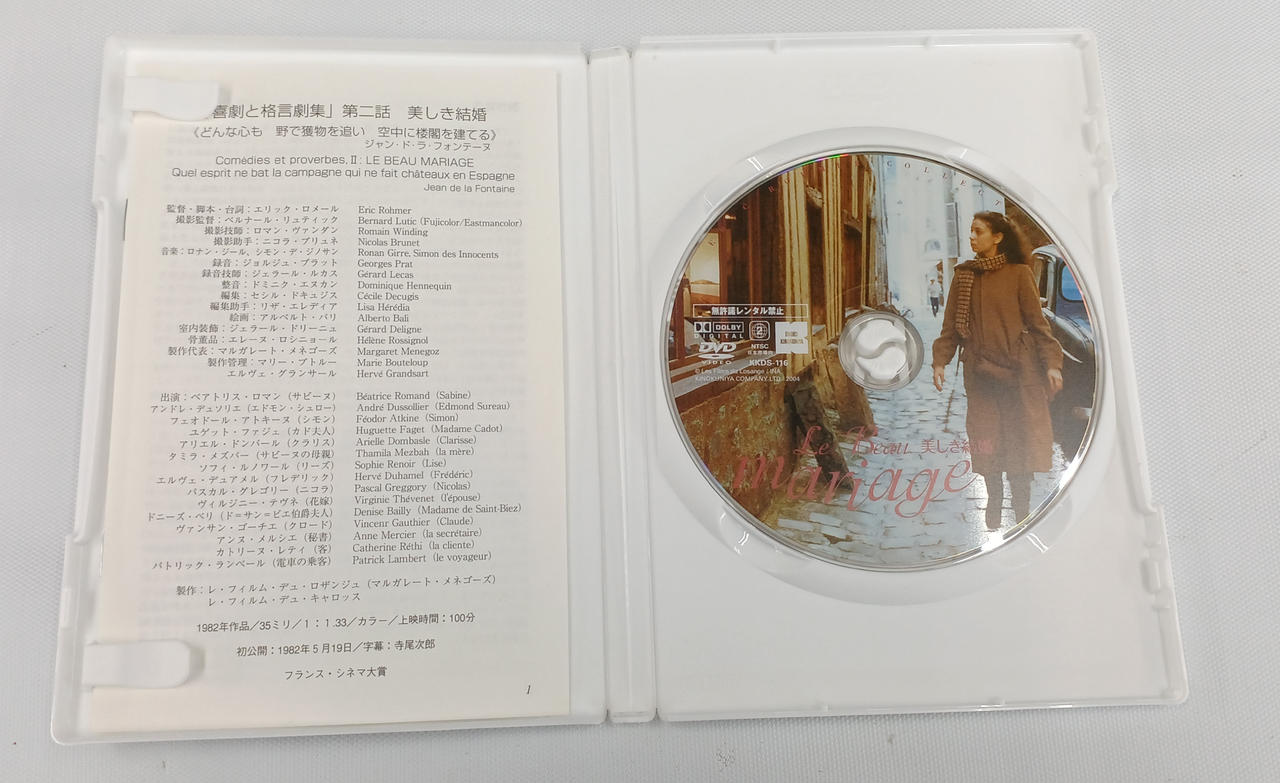 喜劇と格言劇集」第二話　美しき結婚
《どんな心も　野で獲物を追い　空中に楼閣を建てる》
ジャン・ド・ラ・フォンテーヌ
Comédies et proverbes, II : LE BEAU MARIAGE
Quel esprit ne bat la campagne qui ne fait châteaux en Espagne
Jean de la Fontaine
監督・脚本・台詞：エリック・ロメール　Eric Rohmer
撮影監督：ベルナール・リュティック　Bernard Lutic (Fujicolor/Eastmancolor)
撮影技師：ロマン・ヴァンダン　Romain Winding
撮影助手：ニコラ・ブリュネ　Nicolas Brunet
音楽：ロナン・ジール、シモン・デ・ジノサン　Ronan Girre, Simon des Innocents
録音：ジョルジュ・プラット　Georges Prat
録音技師：ジェラール・ルカス　Gérard Lecas
整音：ドミニク・エヌカン　Dominique Hennequin
編集：セシル・ドキュジス　Cécile Decugis
編集助手：リザ・エレディア　Lisa Hérédia
絵画：アルベルト・バリ　Alberto Bali
室内装飾：ジェラール・ドリーニュ　Gérard Deligne
骨董品：エレーヌ・ロシニョール　Hélène Rossignol
製作代表：マルガレート・メネゴーズ　Margaret Menegoz
製作管理：マリー・ブトルー　Marie Bouteloup
エルヴェ・グランサール　Hervé Grandsart
出演：ベアトリス・ロマン（サビーヌ）　Béatrice Romand (Sabine)
アンドレ・デュソリエ（エドモン・シュロー）　André Dussollier (Edmond Sureau)
フェオドール・アトキーヌ（シモン）　Féodor Atkine (Simon)
ユゲット・ファジェ（カド夫人）　Huguette Faget (Madame Cadot)
アリエル・ドンバール（クラリス）　Arielle Dombasle (Clarisse)
タミラ・メズバー（サビーヌの母親）　Thamila Mezbah (la mère)
ソフィ・ルノワール（リーズ）　Sophie Renoir (Lise)
エルヴェ・デュアメル（フレデリック）　Hervé Duhamel (Frédéric)
パスカル・グレゴリー（ニコラ）　Pascal Greggory (Nicolas)
ヴィルジニー・テヴネ（花嫁）　Virginie Thévenet (l'épouse)
ドニーズ・ベリ（ド＝サン＝ビエ伯爵夫人）　Denise Bailly (Madame de Saint-Biez)
ヴァンサン・ゴーチエ（クロード）　Vincenr Gauthier (Claude)
アンヌ・メルシエ（秘書）　Anne Mercier (la secrétaire)
カトリーヌ・レティ（客）　Catherine Réthi (la cliente)
パトリック・ランベール（電車の乗客）　Patrick Lambert (le voyageur)
製作：レ・フィルム・デュ・ロザンジュ（マルガレート・メネゴーズ）
レ・フィルム・デュ・キャロッス
1982年作品／35ミリ／1：1.33／カラー／上映時間：100分
初公開：1982年5月19日／字幕：寺尾次郎
フランス・シネマ大賞
1
無許諾レンタル禁止
DOLBY
DIGITAL
2
NTSC
日本市場向
DVD
VIDEO
KKDS-116
© Les Films du Losange / INA
KINOKUNIYA COMPANY LTD. 2004
Le Beau 美しき結婚
mariage